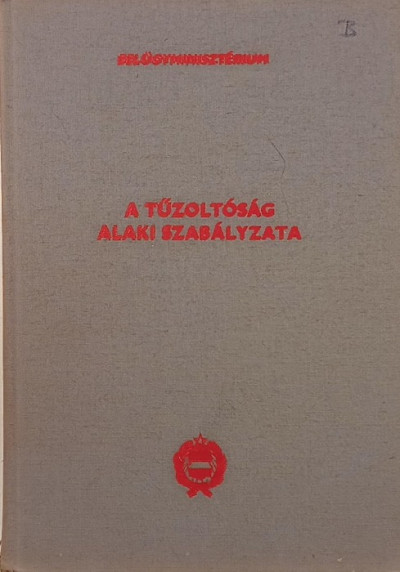 B
BELÜGYMINISZTÉRIUM
A TŰZOLTÓSÁG
ALAKI SZABÁLYZATA